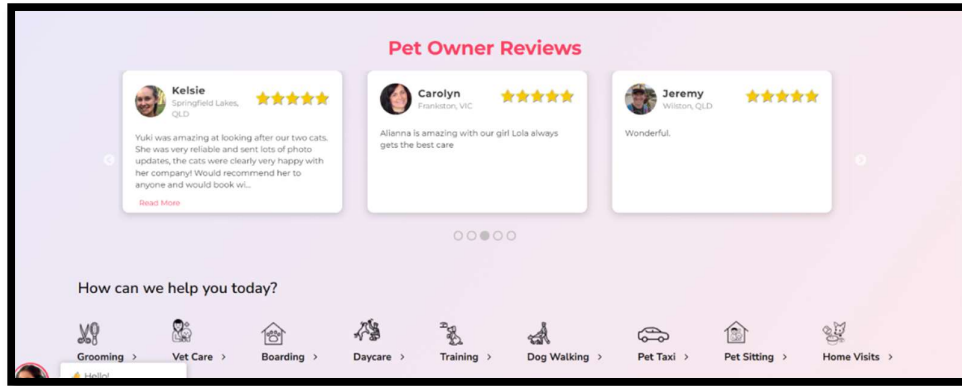 Pet Owner Reviews
Kelsie
Springfield Lakes,
QLD
Yuki was amazing at looking after our two cats.
She was very reliable and sent lots of photo
updates, the cats were clearly very happy with
her company! Would recommend her to
anyone and would book wi...
Read More
Carolyn
Frankston, VIC
Alianna is amazing with our girl Lola always
gets the best care
Jeremy
Wilston, QLD
Wonderful.
How can we help you today?
Grooming >
Vet Care >
Boarding >
Daycare >
Training >
Dog Walking >
Pet Taxi >
Pet Sitting >
Home Visits >
👋 Hello!